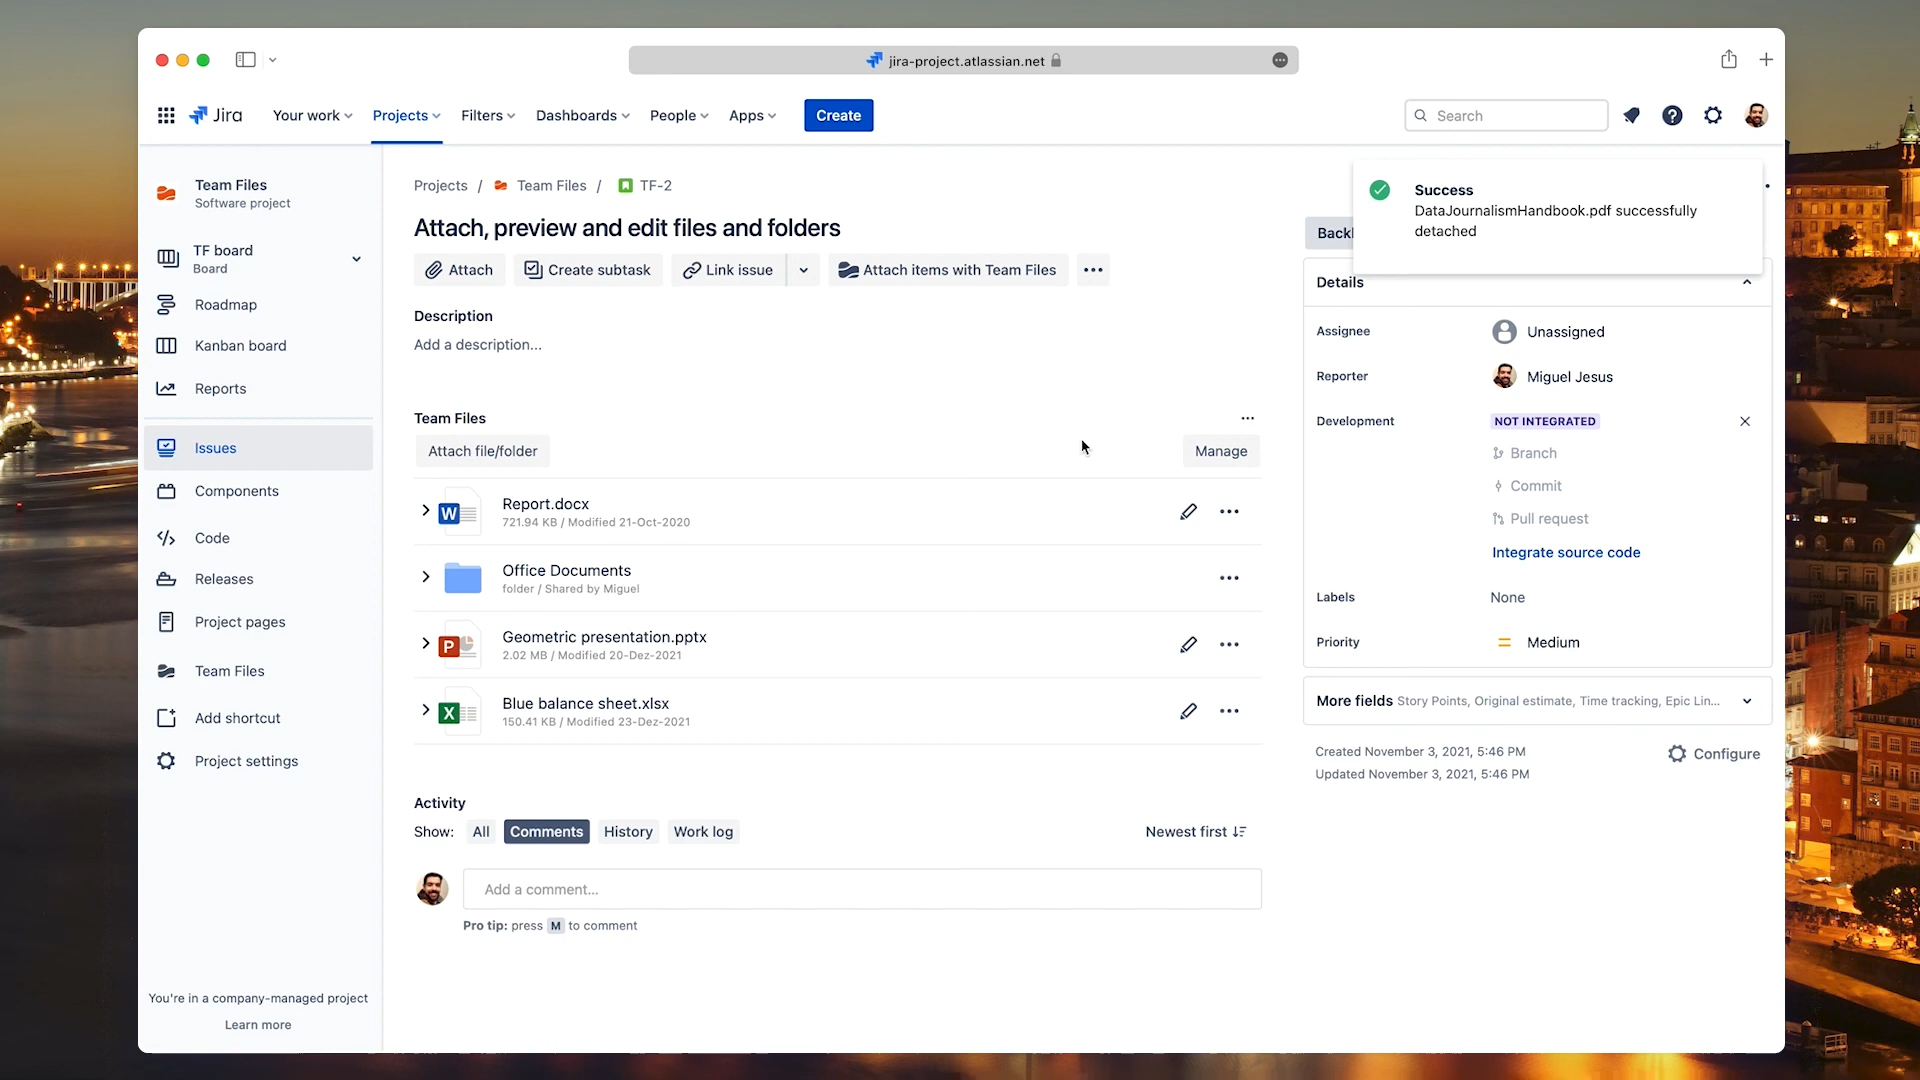 jira-project.atlassian.net
Jira
Your work
Projects
Filters
Dashboards
People
Apps
Create
Search
Team Files
Software project
TF board
Board
Roadmap
Kanban board
Reports
Issues
Components
Code
Releases
Project pages
Team Files
Add shortcut
Project settings
You're in a company-managed project
Learn more
Projects / Team Files / TF-2
Attach, preview and edit files and folders
Attach
Create subtask
Link issue
Attach items with Team Files
Description
Add a description...
Team Files
Attach file/folder
Manage
W
Report.docx
721.94 KB / Modified 21-Oct-2020
Office Documents
folder / Shared by Miguel
P
Geometric presentation.pptx
2.02 MB / Modified 20-Dez-2021
X
Blue balance sheet.xlsx
150.41 KB / Modified 23-Dez-2021
Activity
Show: All Comments History Work log
Newest first
Add a comment...
Pro tip: press M to comment
Success
DataJournalismHandbook.pdf successfully
detached
Details
Assignee
Unassigned
Reporter
Miguel Jesus
Development
NOT INTEGRATED
Branch
Commit
Pull request
Integrate source code
Labels
None
Priority
Medium
More fields Story Points, Original estimate, Time tracking, Epic Lin...
Created November 3, 2021, 5:46 PM
Updated November 3, 2021, 5:46 PM
Configure